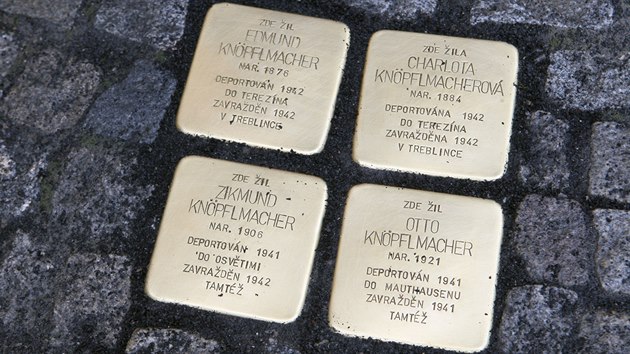 ZDE ŽIL
EDMUND
KNÖPFLMACHER
NAR. 1876
DEPORTOVÁN 1942
DO TEREZÍNA
ZAVRAŽDĚN 1942
V TREBLINCE
ZDE ŽILA
CHARLOTA
KNÖPFLMACHEROVÁ
NAR. 1884
DEPORTOVÁNA 1942
DO TEREZÍNA
ZAVRAŽDĚNA 1942
V TREBLINCE
ZDE ŽIL
ZIKMUND
KNÖPFLMACHER
NAR. 1906
DEPORTOVÁN 1941
DO OSVĚTIMI
ZAVRAŽDĚN 1942
TAMTÉŽ
ZDE ŽIL
OTTO
KNÖPFLMACHER
NAR. 1921
DEPORTOVÁN 1941
DO MAUTHAUSENU
ZAVRAŽDĚN 1941
TAMTÉŽ